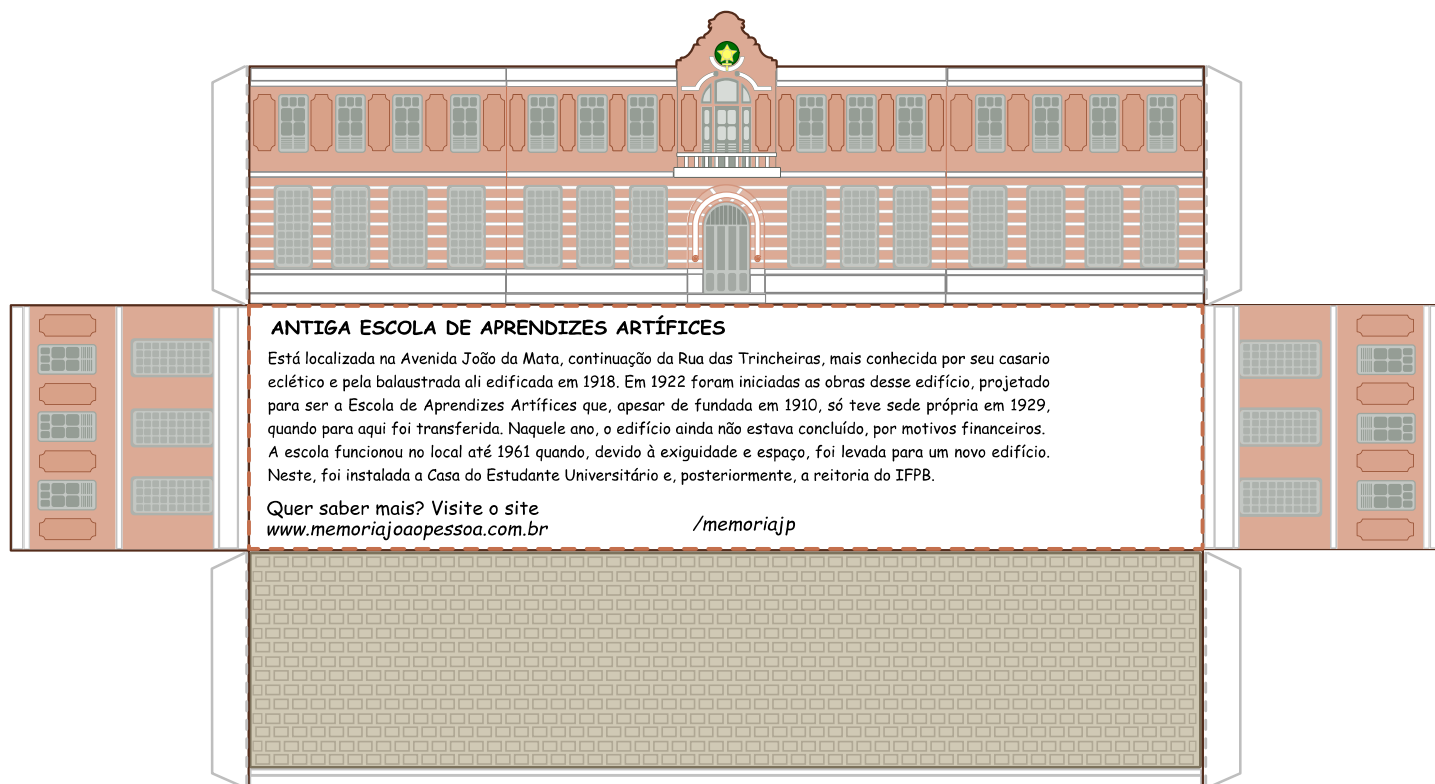 ANTIGA ESCOLA DE APRENDIZES ARTÍFICES
Está localizada na Avenida João da Mata, continuação da Rua das Trincheiras, mais conhecida por seu casario
eclético e pela balaustrada ali edificada em 1918. Em 1922 foram iniciadas as obras desse edifício, projetado
para ser a Escola de Aprendizes Artífices que, apesar de fundada em 1910, só teve sede própria em 1929,
quando para aqui foi transferida. Naquele ano, o edifício ainda não estava concluído, por motivos financeiros.
A escola funcionou no local até 1961 quando, devido à exiguidade e espaço, foi levada para um novo edifício.
Neste, foi instalada a Casa do Estudante Universitário e, posteriormente, a reitoria do IFPB.
Quer saber mais? Visite o site
www.memoriajoaopessoa.com.br
/memoriajp